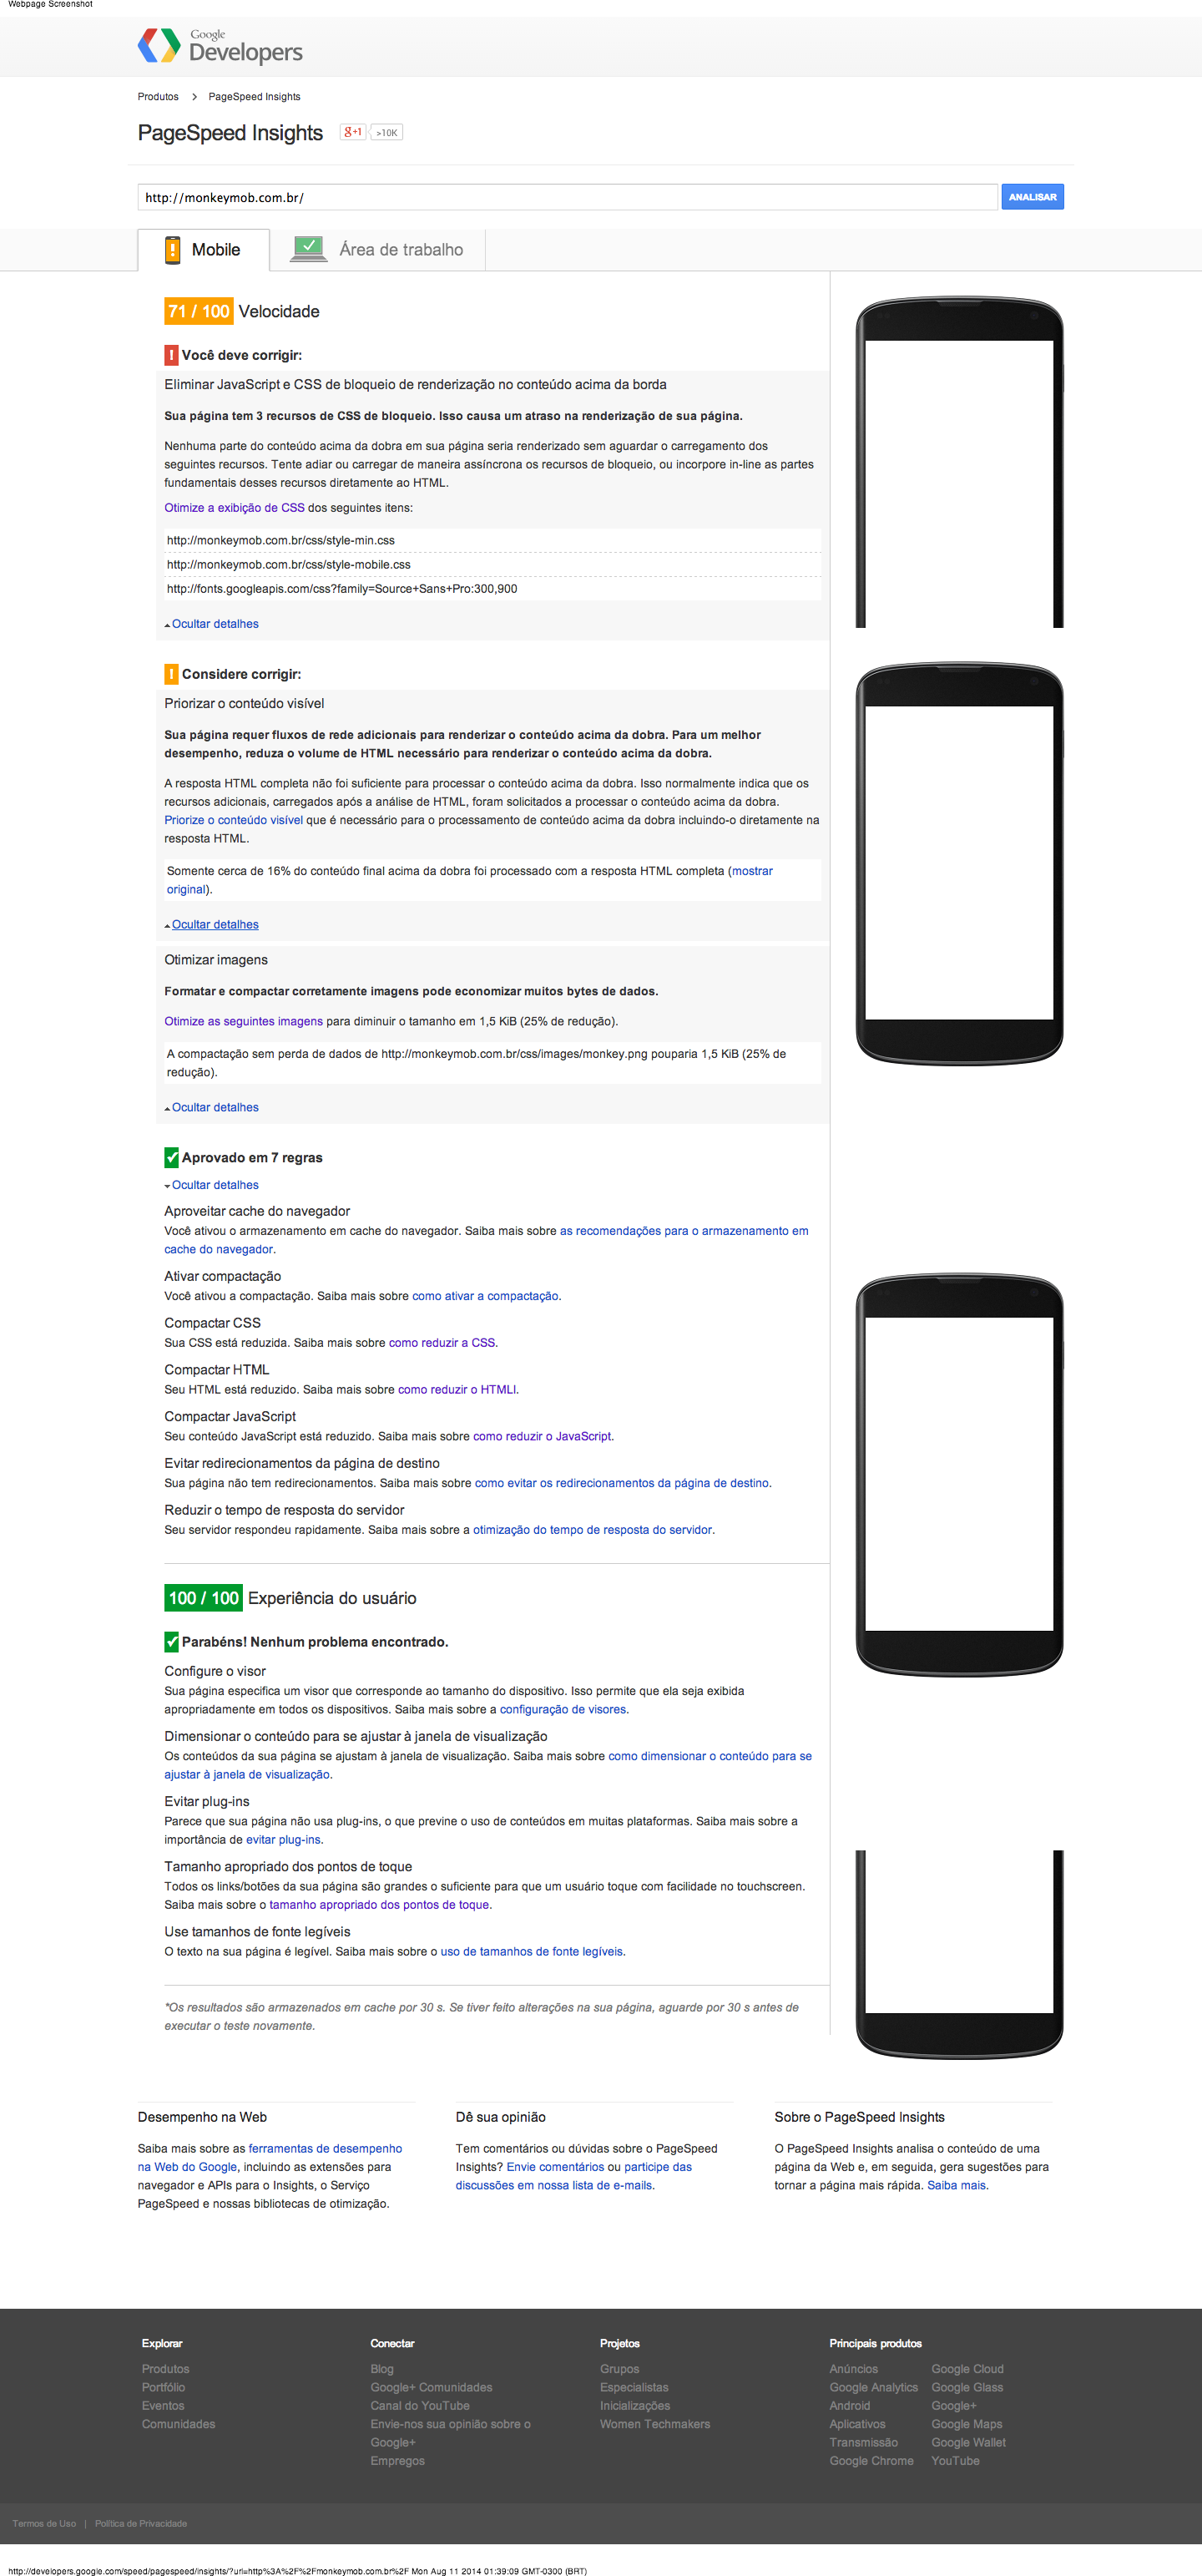 Webpage Screenshot
Google
Developers
Produtos > PageSpeed Insights
PageSpeed Insights g+1 >10K
http://monkeymob.com.br/ ANALISAR
! Mobile Área de trabalho
71 / 100 Velocidade
! Você deve corrigir:
Eliminar JavaScript e CSS de bloqueio de renderização no conteúdo acima da borda
Sua página tem 3 recursos de CSS de bloqueio. Isso causa um atraso na renderização de sua página.
Nenhuma parte do conteúdo acima da dobra em sua página seria renderizado sem aguardar o carregamento dos
seguintes recursos. Tente adiar ou carregar de maneira assíncrona os recursos de bloqueio, ou incorpore in-line as partes
fundamentais desses recursos diretamente ao HTML.
Otimize a exibição de CSS dos seguintes itens:
http://monkeymob.com.br/css/style-min.css
http://monkeymob.com.br/css/style-mobile.css
http://fonts.googleapis.com/css?family=Source+Sans+Pro:300,900
Ocultar detalhes
! Considere corrigir:
Priorizar o conteúdo visível
Sua página requer fluxos de rede adicionais para renderizar o conteúdo acima da dobra. Para um melhor
desempenho, reduza o volume de HTML necessário para renderizar o conteúdo acima da dobra.
A resposta HTML completa não foi suficiente para processar o conteúdo acima da dobra. Isso normalmente indica que os
recursos adicionais, carregados após a análise de HTML, foram solicitados a processar o conteúdo acima da dobra.
Priorize o conteúdo visível que é necessário para o processamento de conteúdo acima da dobra incluindo-o diretamente na
resposta HTML.
Somente cerca de 16% do conteúdo final acima da dobra foi processado com a resposta HTML completa (mostrar
original).
Ocultar detalhes
Otimizar imagens
Formatar e compactar corretamente imagens pode economizar muitos bytes de dados.
Otimize as seguintes imagens para diminuir o tamanho em 1,5 KiB (25% de redução).
A compactação sem perda de dados de http://monkeymob.com.br/css/images/monkey.png pouparia 1,5 KiB (25% de
redução).
Ocultar detalhes
Aprovado em 7 regras
Ocultar detalhes
Aproveitar cache do navegador
Você ativou o armazenamento em cache do navegador. Saiba mais sobre as recomendações para o armazenamento em
cache do navegador.
Ativar compactação
Você ativou a compactação. Saiba mais sobre como ativar a compactação.
Compactar CSS
Sua CSS está reduzida. Saiba mais sobre como reduzir a CSS.
Compactar HTML
Seu HTML está reduzido. Saiba mais sobre como reduzir o HTMLl.
Compactar JavaScript
Seu conteúdo JavaScript está reduzido. Saiba mais sobre como reduzir o JavaScript.
Evitar redirecionamentos da página de destino
Sua página não tem redirecionamentos. Saiba mais sobre como evitar os redirecionamentos da página de destino.
Reduzir o tempo de resposta do servidor
Seu servidor respondeu rapidamente. Saiba mais sobre a otimização do tempo de resposta do servidor.
100 / 100 Experiência do usuário
Parabéns! Nenhum problema encontrado.
Configure o visor
Sua página especifica um visor que corresponde ao tamanho do dispositivo. Isso permite que ela seja exibida
apropriadamente em todos os dispositivos. Saiba mais sobre a configuração de visores.
Dimensionar o conteúdo para se ajustar à janela de visualização
Os conteúdos da sua página se ajustam à janela de visualização. Saiba mais sobre como dimensionar o conteúdo para se
ajustar à janela de visualização.
Evitar plug-ins
Parece que sua página não usa plug-ins, o que previne o uso de conteúdos em muitas plataformas. Saiba mais sobre a
importância de evitar plug-ins.
Tamanho apropriado dos pontos de toque
Todos os links/botões da sua página são grandes o suficiente para que um usuário toque com facilidade no touchscreen.
Saiba mais sobre o tamanho apropriado dos pontos de toque.
Use tamanhos de fonte legíveis
O texto na sua página é legível. Saiba mais sobre o uso de tamanhos de fonte legíveis.
*Os resultados são armazenados em cache por 30 s. Se tiver feito alterações na sua página, aguarde por 30 s antes de
executar o teste novamente.
Desempenho na Web
Saiba mais sobre as ferramentas de desempenho
na Web do Google, incluindo as extensões para
navegador e APIs para o Insights, o Serviço
PageSpeed e nossas bibliotecas de otimização.
Dê sua opinião
Tem comentários ou dúvidas sobre o PageSpeed
Insights? Envie comentários ou participe das
discussões em nossa lista de e-mails.
Sobre o PageSpeed Insights
O PageSpeed Insights analisa o conteúdo de uma
página da Web e, em seguida, gera sugestões para
tornar a página mais rápida. Saiba mais.
Explorar
Produtos
Portfólio
Eventos
Comunidades
Conectar
Blog
Google+ Comunidades
Canal do YouTube
Envie-nos sua opinião sobre o
Google+
Empregos
Projetos
Grupos
Especialistas
Inicializações
Women Techmakers
Principais produtos
Anúncios
Google Analytics
Android
Aplicativos
Transmissão
Google Chrome
Google Cloud
Google Glass
Google+
Google Maps
Google Wallet
YouTube
Termos de Uso | Política de Privacidade
http://developers.google.com/speed/pagespeed/insights/?url=http%3A%2F%2Fmonkeymob.com.br%2F Mon Aug 11 2014 01:39:09 GMT-0300 (BRT)